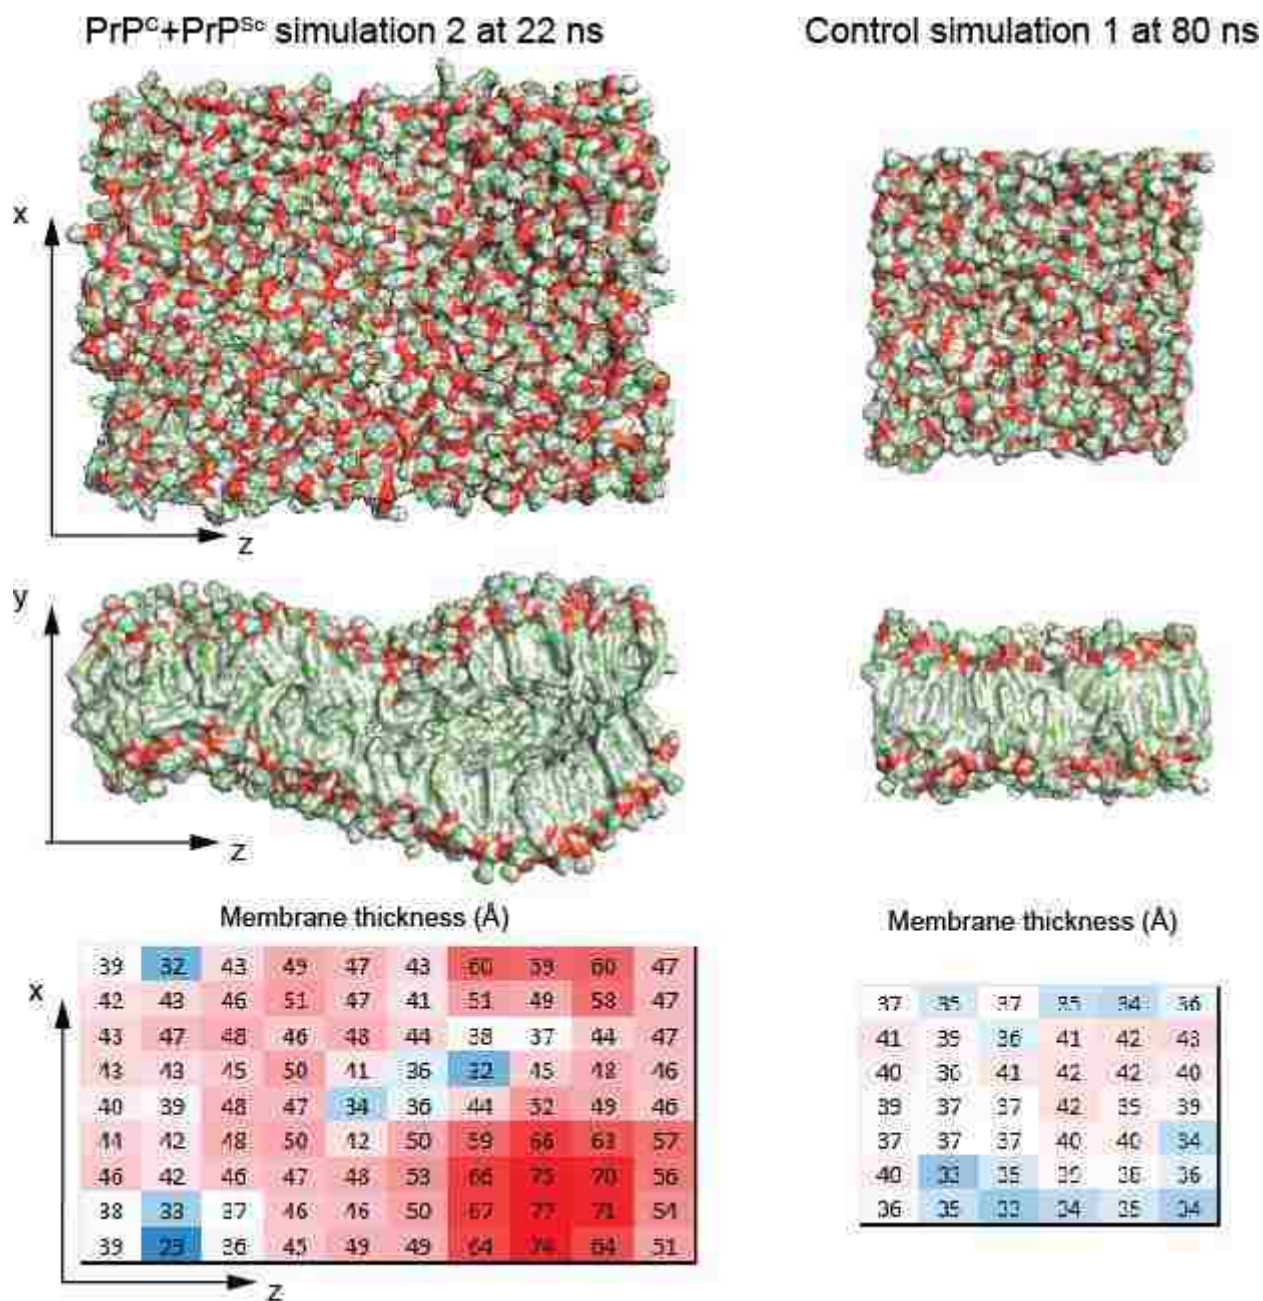 PrPᶜ+PrPˢᶜ simulation 2 at 22 ns
Control simulation 1 at 80 ns
x
z
y
z
Membrane thickness (Å)
Membrane thickness (Å)
x
39 32 43 49 47 43 60 59 60 47
42 43 46 51 47 41 51 49 58 47
43 47 48 46 48 44 38 37 44 47
43 43 45 50 41 36 32 45 48 46
40 39 48 47 34 36 44 52 49 46
44 42 48 50 42 50 59 66 63 57
46 42 46 47 48 53 66 75 70 56
38 33 37 46 46 50 67 77 71 54
39 36 45 49 49 64 74 64 51
37 35 37 35 34 36
41 39 36 41 42 43
40 41 42 42 40
39 37 37 42 39
37 37 37 40 40 34
40 33 35 36
36 35 33 34 35 34
z